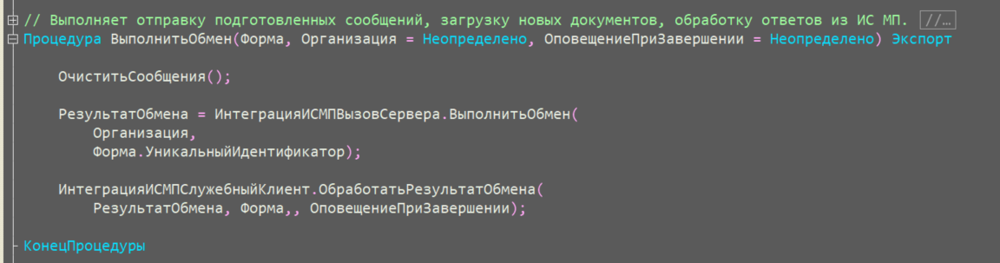 // Выполняет отправку подготовленных сообщений, загрузку новых документов, обработку ответов из ИС МП. //…
Процедура ВыполнитьОбмен(Форма, Организация = Неопределено, ОповещениеПриЗавершении = Неопределено) Экспорт
ОчиститьСообщения();
РезультатОбмена = ИнтеграцияИСМПВызовСервера.ВыполнитьОбмен(
Организация,
Форма.УникальныйИдентификатор);
ИнтеграцияИСМПСлужебныйКлиент.ОбработатьРезультатОбмена(
РезультатОбмена, Форма,, ОповещениеПриЗавершении);
КонецПроцедуры